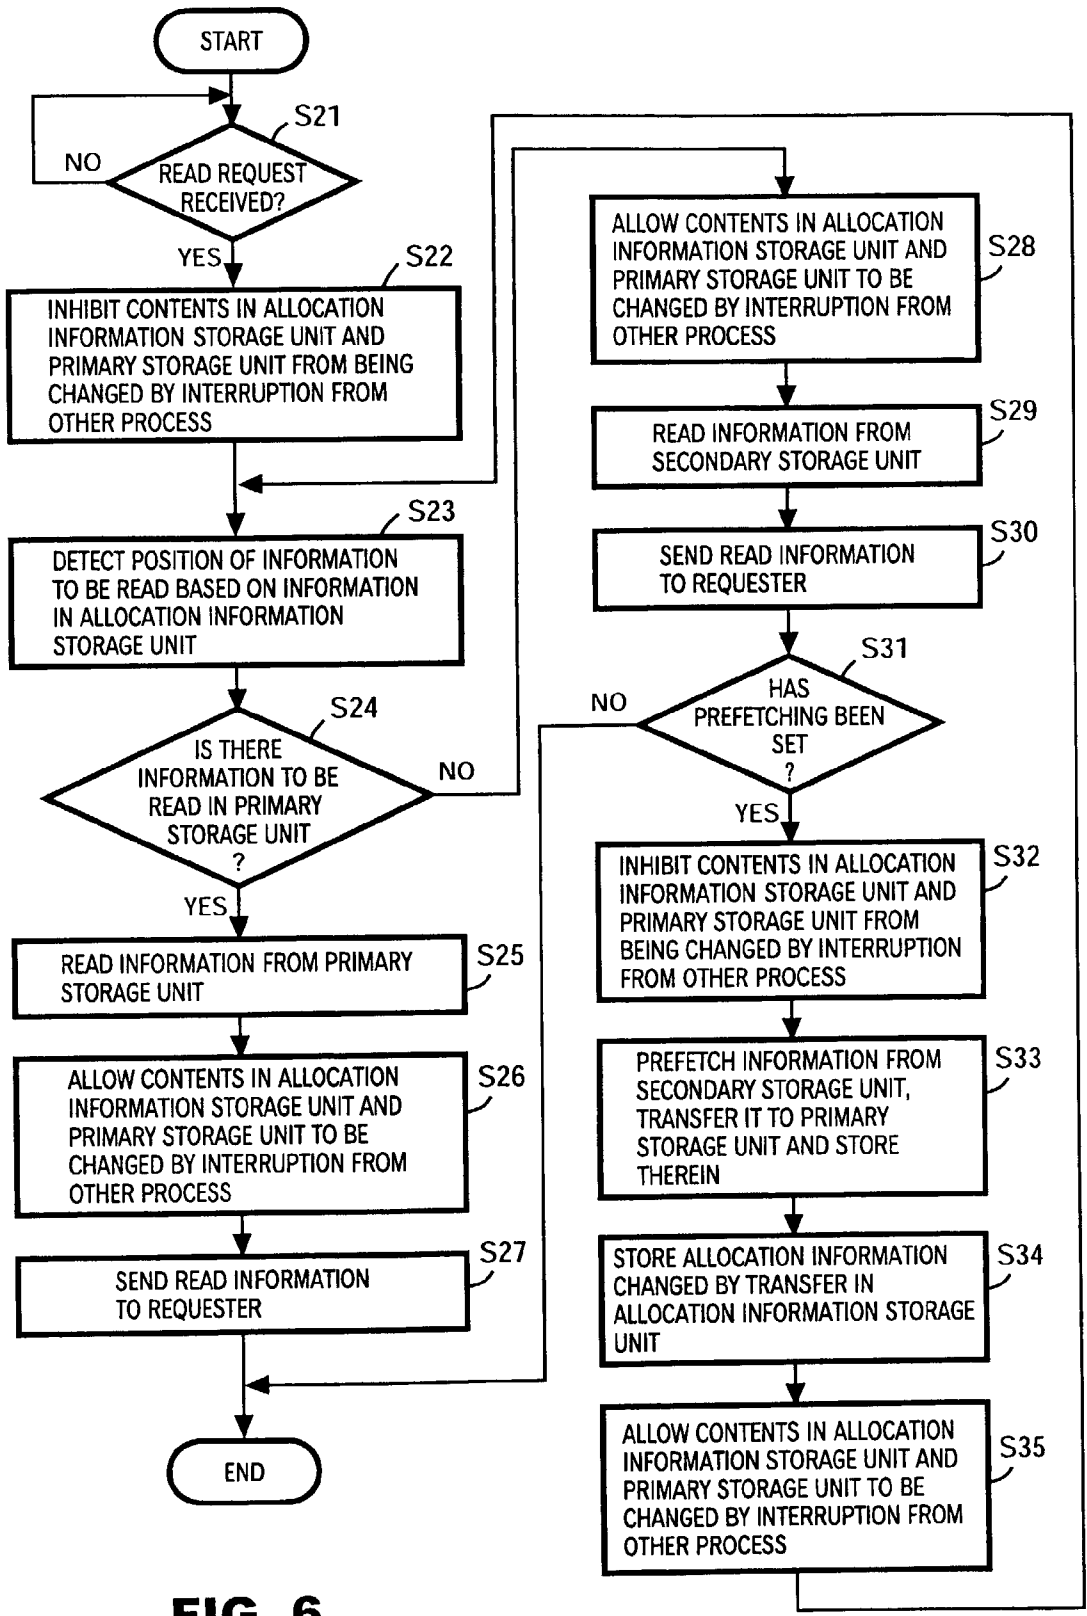 START
S21
NO
READ REQUEST
RECEIVED?
YES
S22
INHIBIT CONTENTS IN ALLOCATION
INFORMATION STORAGE UNIT AND
PRIMARY STORAGE UNIT FROM BEING
CHANGED BY INTERRUPTION FROM
OTHER PROCESS
S23
DETECT POSITION OF INFORMATION
TO BE READ BASED ON INFORMATION
IN ALLOCATION INFORMATION
STORAGE UNIT
S24
IS THERE
INFORMATION TO BE
READ IN PRIMARY
STORAGE UNIT
?
NO
YES
S25
READ INFORMATION FROM PRIMARY
STORAGE UNIT
S26
ALLOW CONTENTS IN ALLOCATION
INFORMATION STORAGE UNIT AND
PRIMARY STORAGE UNIT TO BE
CHANGED BY INTERRUPTION FROM
OTHER PROCESS
S27
SEND READ INFORMATION
TO REQUESTER
END
S28
ALLOW CONTENTS IN ALLOCATION
INFORMATION STORAGE UNIT AND
PRIMARY STORAGE UNIT TO BE
CHANGED BY INTERRUPTION FROM
OTHER PROCESS
S29
READ INFORMATION FROM
SECONDARY STORAGE UNIT
S30
SEND READ INFORMATION
TO REQUESTER
S31
NO
HAS
PREFETCHING BEEN
SET
?
YES
S32
INHIBIT CONTENTS IN ALLOCATION
INFORMATION STORAGE UNIT AND
PRIMARY STORAGE UNIT FROM
BEING CHANGED BY INTERRUPTION
FROM OTHER PROCESS
S33
PREFETCH INFORMATION FROM
SECONDARY STORAGE UNIT,
TRANSFER IT TO PRIMARY
STORAGE UNIT AND STORE
THEREIN
S34
STORE ALLOCATION INFORMATION
CHANGED BY TRANSFER IN
ALLOCATION INFORMATION STORAGE
UNIT
S35
ALLOW CONTENTS IN ALLOCATION
INFORMATION STORAGE UNIT AND
PRIMARY STORAGE UNIT TO BE
CHANGED BY INTERRUPTION FROM
OTHER PROCESS
FIG. 6